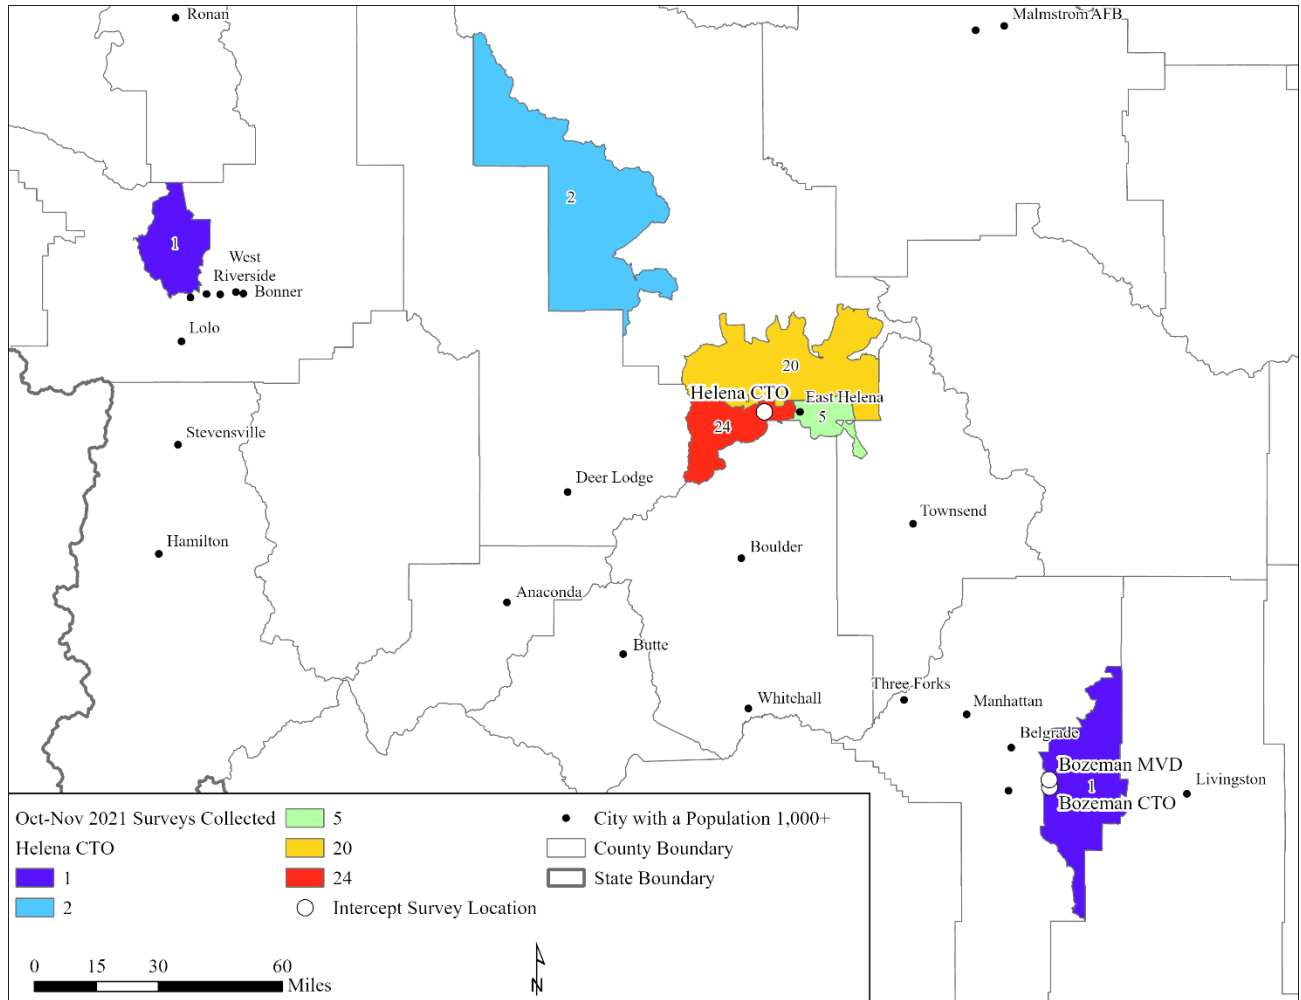 Ronan
Malmstrom AFB
2
1
West
Riverside
Bonner
Lolo
20
Helena CTO
East Helena
5
24
Stevensville
Deer Lodge
Townsend
Hamilton
Boulder
Anaconda
Butte
Three Forks
Whitehall
Manhattan
Belgrade
Bozeman MVD
Livingston
1
Bozeman CTO
Oct-Nov 2021 Surveys Collected
Helena CTO
1
2
5
20
24
Intercept Survey Location
City with a Population 1,000+
County Boundary
State Boundary
0 15 30 60
Miles
N